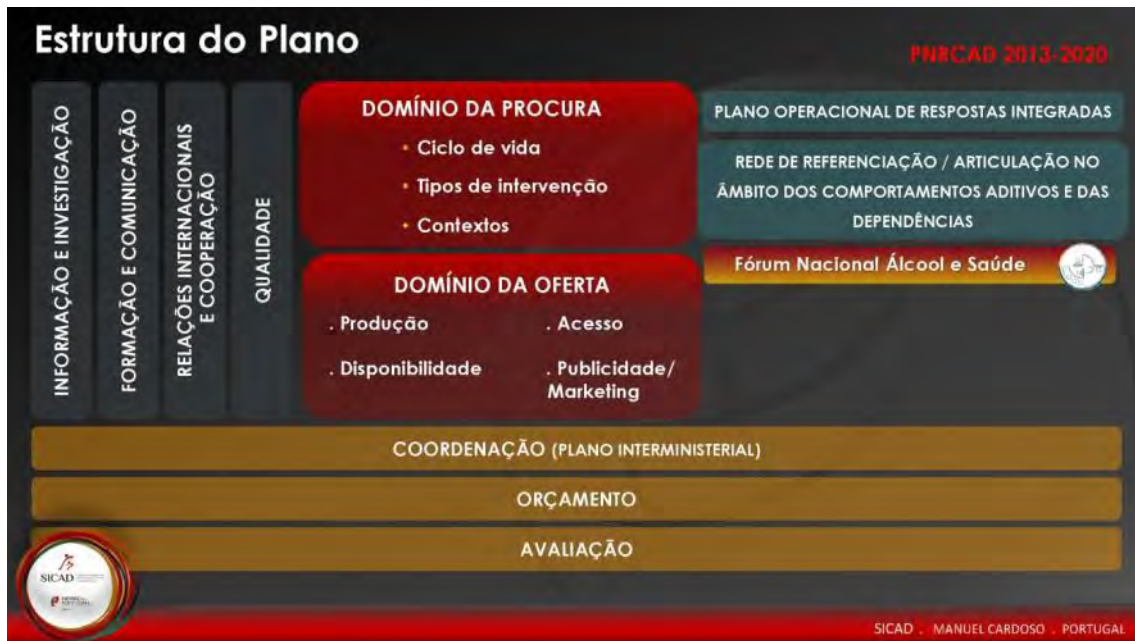 Estrutura do Plano
PNRCAD 2013-2020
INFORMAÇÃO E INVESTIGAÇÃO
FORMAÇÃO E COMUNICAÇÃO
RELAÇÕES INTERNACIONAIS
E COOPERAÇÃO
QUALIDADE
DOMÍNIO DA PROCURA
• Ciclo de vida
• Tipos de intervenção
• Contextos
DOMÍNIO DA OFERTA
. Produção
. Acesso
. Disponibilidade
. Publicidade/
Marketing
PLANO OPERACIONAL DE RESPOSTAS INTEGRADAS
REDE DE REFERENCIAÇÃO / ARTICULAÇÃO NO
ÂMBITO DOS COMPORTAMENTOS ADITIVOS E DAS
DEPENDÊNCIAS
Fórum Nacional Álcool e Saúde
COORDENAÇÃO (PLANO INTERMINISTERIAL)
ORÇAMENTO
AVALIAÇÃO
SICAD
SICAD . MANUEL CARDOSO . PORTUGAL